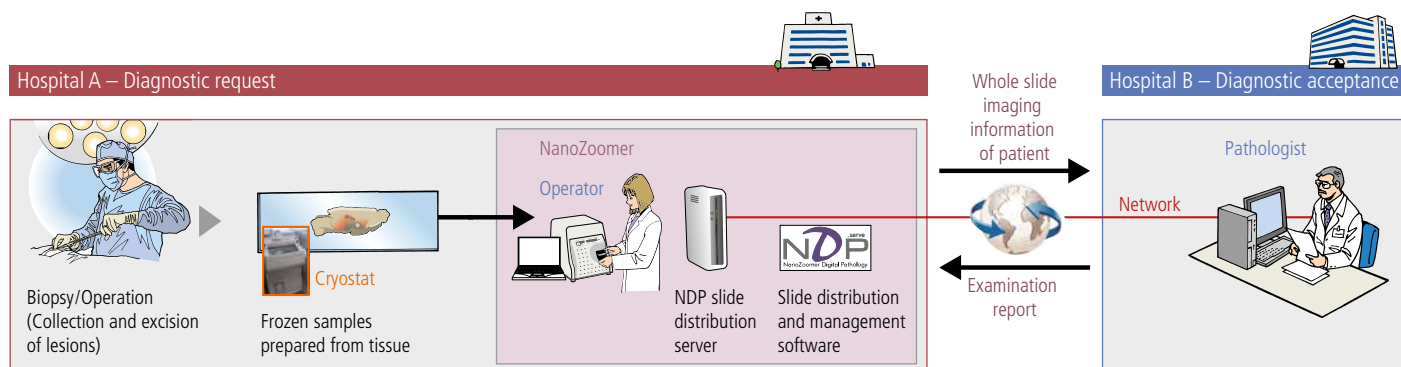 Hospital A – Diagnostic request
Whole slide
imaging
information
of patient
Hospital B – Diagnostic acceptance
NanoZoomer
Operator
Pathologist
Network
.serve
NDP
NanoZoomer Digital Pathology
Cryostat
Examination
report
Biopsy/Operation
(Collection and excision
of lesions)
Frozen samples
prepared from tissue
NDP slide
distribution
server
Slide distribution
and management
software